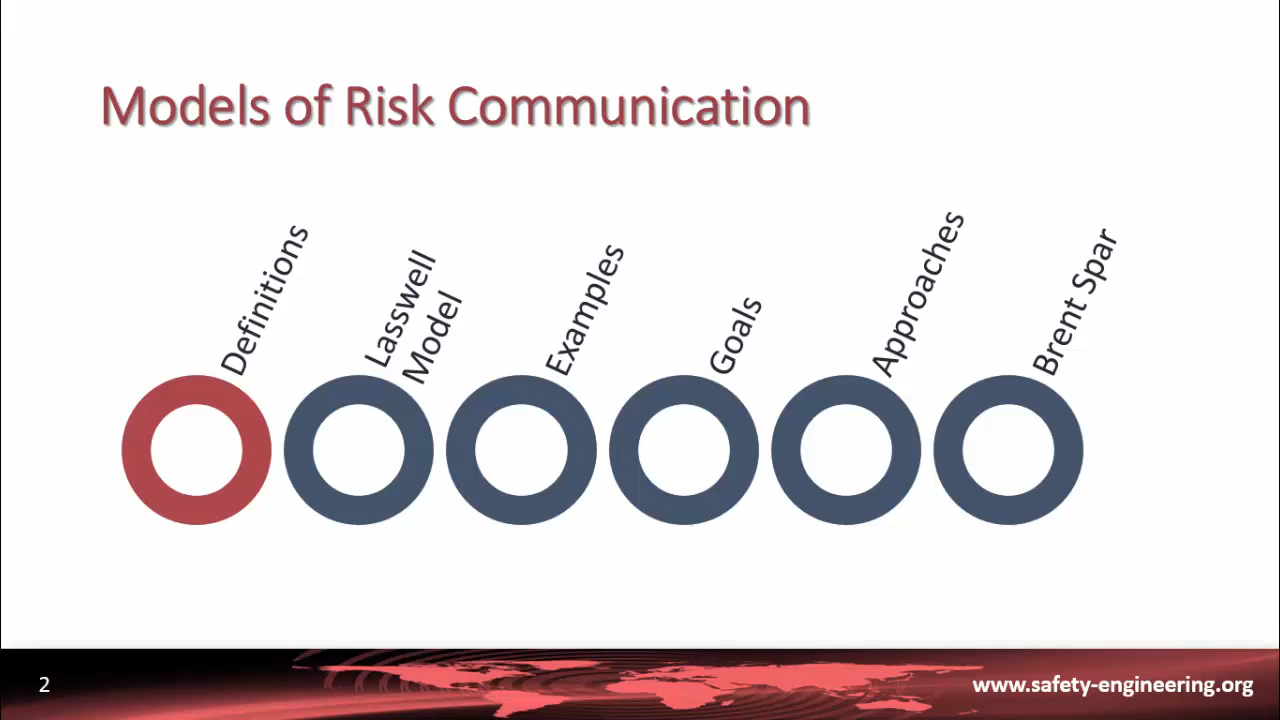 Models of Risk Communication
Definitions
Lasswell
Model
Examples
Goals
Approaches
Brent Spar
2
www.safety-engineering.org